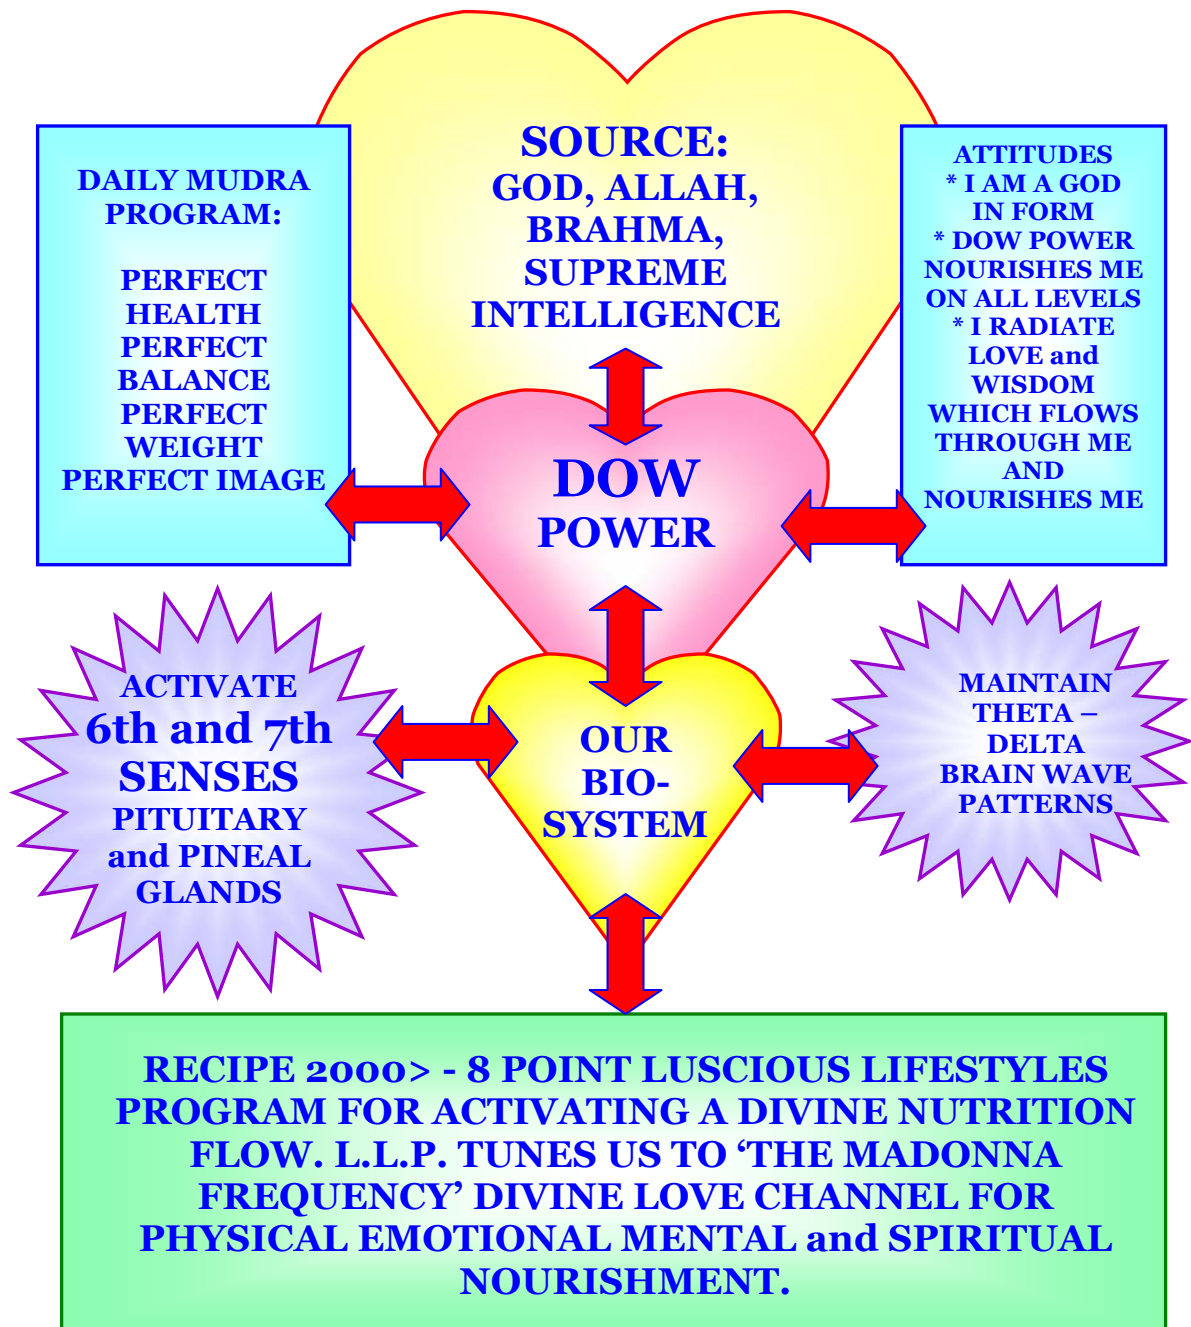 SOURCE:
GOD, ALLAH,
BRAHMA,
SUPREME
INTELLIGENCE
DAILY MUDRA
PROGRAM:
PERFECT
HEALTH
PERFECT
BALANCE
PERFECT
WEIGHT
PERFECT IMAGE
ATTITUDES
* I AM A GOD
IN FORM
* DOW POWER
NOURISHES ME
ON ALL LEVELS
* I RADIATE
LOVE and
WISDOM
WHICH FLOWS
THROUGH ME
AND
NOURISHES ME
DOW
POWER
ACTIVATE
6th and 7th
SENSES
PITUITARY
and PINEAL
GLANDS
OUR
BIO-
SYSTEM
MAINTAIN
THETA –
DELTA
BRAIN WAVE
PATTERNS
RECIPE 2000> - 8 POINT LUSCIOUS LIFESTYLES
PROGRAM FOR ACTIVATING A DIVINE NUTRITION
FLOW. L.L.P. TUNES US TO ‘THE MADONNA
FREQUENCY’ DIVINE LOVE CHANNEL FOR
PHYSICAL EMOTIONAL MENTAL and SPIRITUAL
NOURISHMENT.